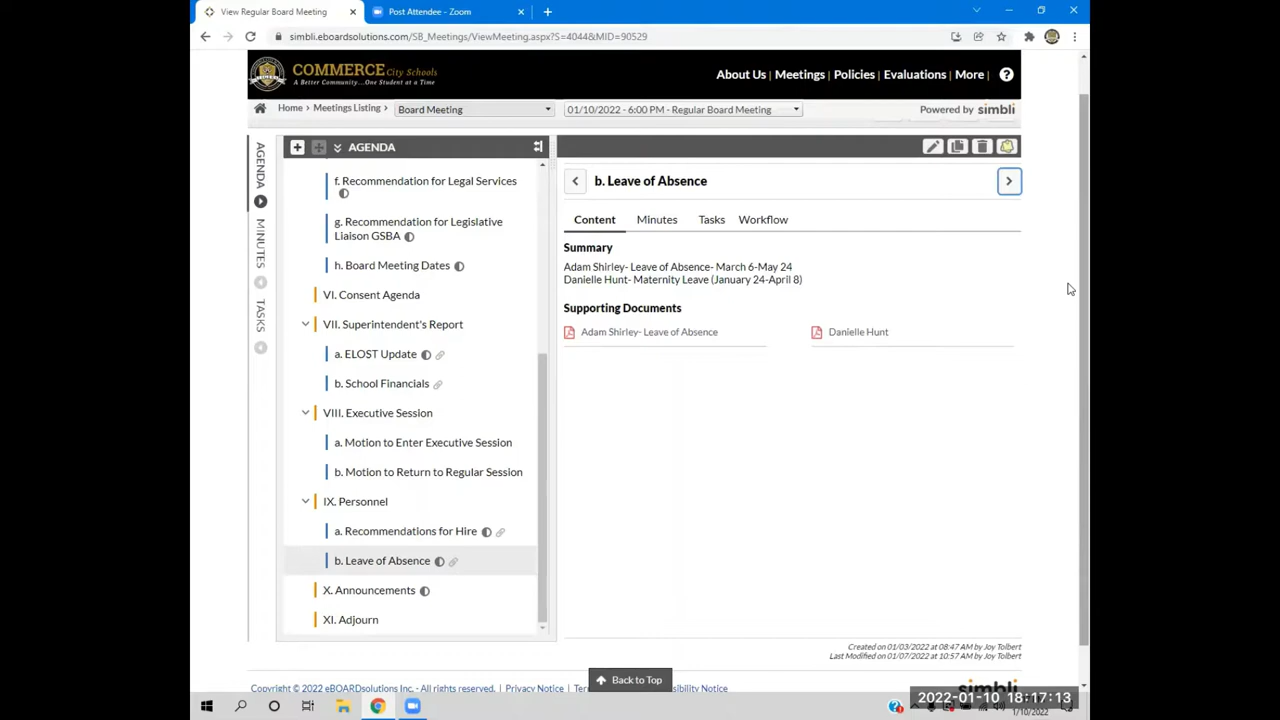 View Regular Board Meeting
Post Attendee - Zoom
simbli.eboardsolutions.com/SB_Meetings/ViewMeeting.aspx?S=4044&MID=90529
COMMERCE City Schools
A Better Community...One Student at a Time
About Us | Meetings | Policies | Evaluations | More |
Home > Meetings Listing >
Board Meeting
01/10/2022 - 6:00 PM - Regular Board Meeting
Powered by simbli
AGENDA
MINUTES
TASKS
AGENDA
f. Recommendation for Legal Services
g. Recommendation for Legislative
Liaison GSBA
h. Board Meeting Dates
VI. Consent Agenda
VII. Superintendent's Report
a. ELOST Update
b. School Financials
VIII. Executive Session
a. Motion to Enter Executive Session
b. Motion to Return to Regular Session
IX. Personnel
a. Recommendations for Hire
b. Leave of Absence
X. Announcements
XI. Adjourn
b. Leave of Absence
Content Minutes Tasks Workflow
Summary
Adam Shirley- Leave of Absence- March 6-May 24
Danielle Hunt- Maternity Leave (January 24-April 8)
Supporting Documents
Adam Shirley- Leave of Absence
Danielle Hunt
Created on 01/03/2022 at 08:47 AM by Joy Tolbert
Last Modified on 01/07/2022 at 10:57 AM by Joy Tolbert
Back to Top
Copyright © 2022 eBOARDsolutions Inc. - All rights reserved. | Privacy Notice |
simbli
2022-01-10 18:17:13
1/10/2022